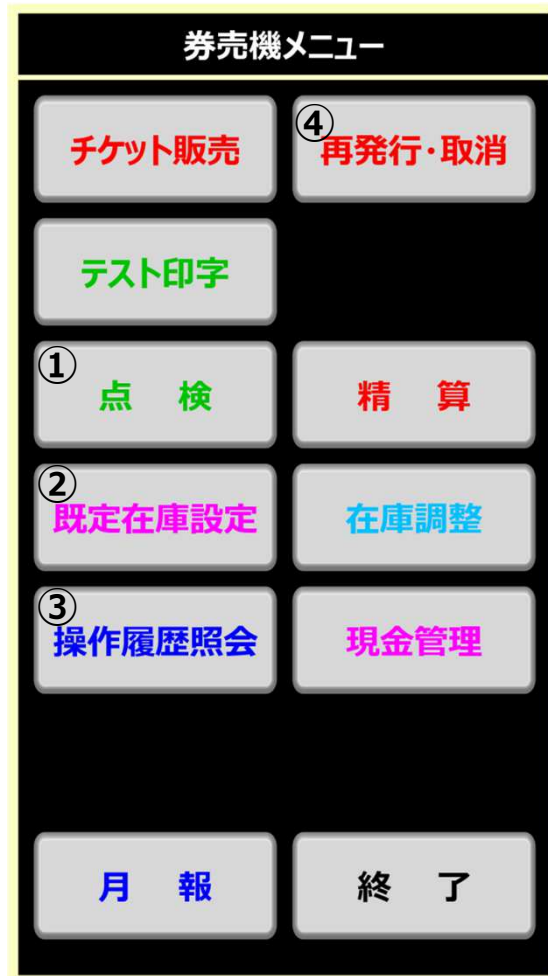 券売機メニュー
チケット販売
④
再発行・取消
テスト印字
①
点　検
精　算
②
既定在庫設定
在庫調整
③
操作履歴照会
現金管理
月　報
終　了